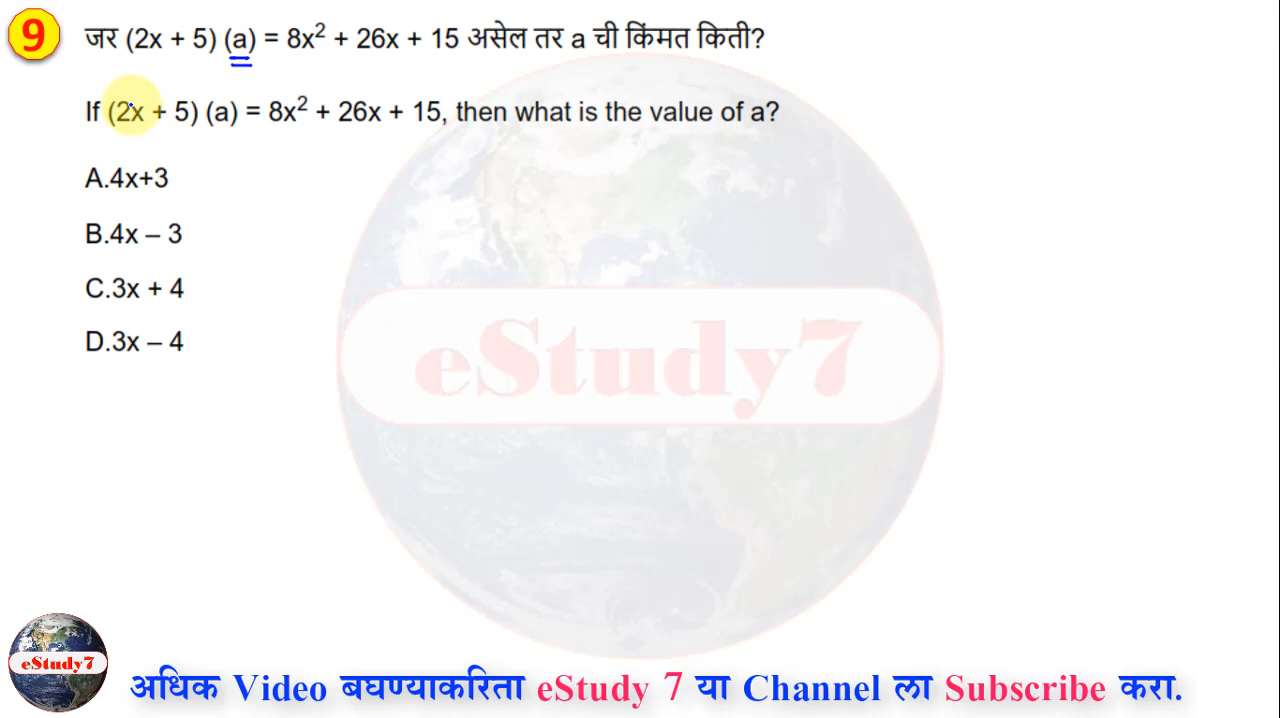 9
जर (2x + 5) (a) = 8x² + 26x + 15 असेल तर a ची किंमत किती?
If (2x + 5) (a) = 8x² + 26x + 15, then what is the value of a?
A.4x+3
B.4x – 3
C.3x + 4
D.3x – 4
eStudy7
eStudy7
अधिक Video बघण्याकरिता eStudy 7 या Channel ला Subscribe करा.